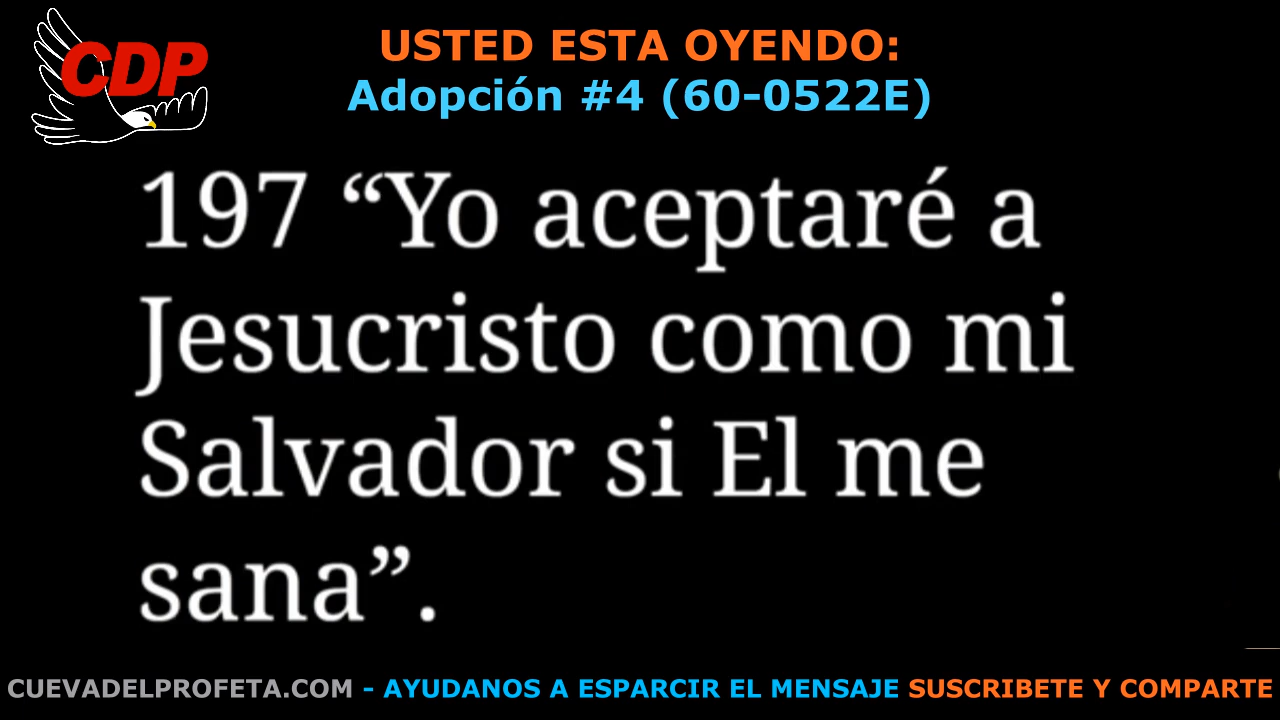 CDP
USTED ESTA OYENDO:
Adopción #4 (60-0522E)
197 “Yo aceptaré a
Jesucristo como mi
Salvador si El me
sana”.
CUEVADELPROFETA.COM - AYUDANOS A ESPARCIR EL MENSAJE SUSCRIBETE Y COMPARTE